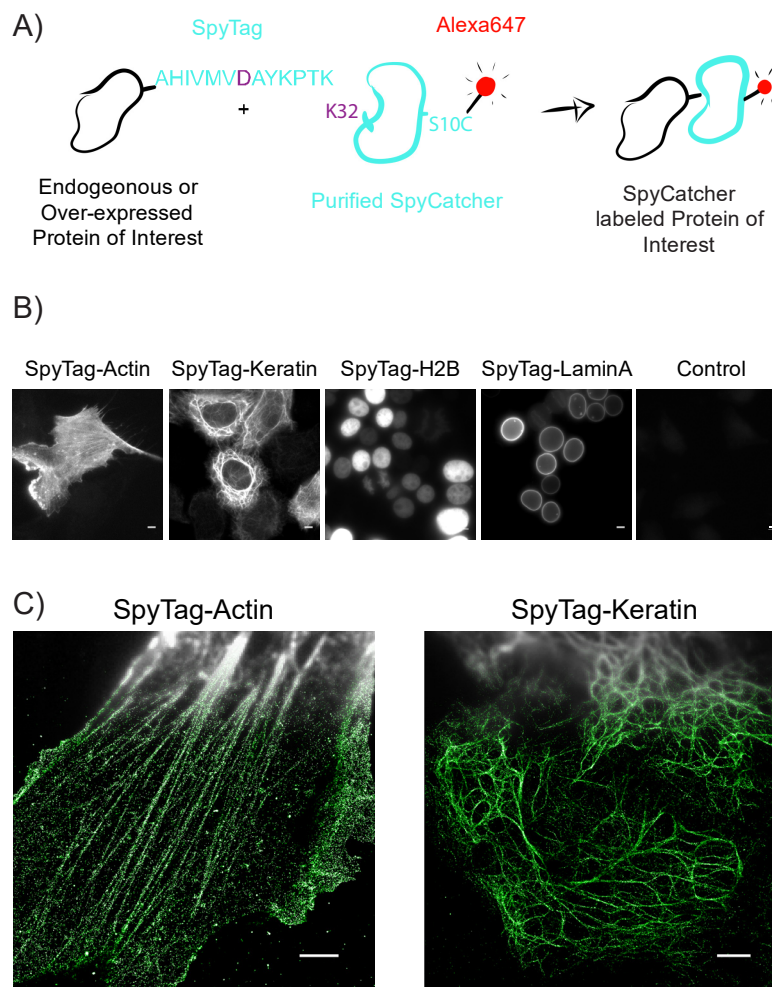 A)
SpyTag
Alexa647
AHIVMVDAYKPTK
+
K32
S10C
Endogeonous or
Over-expressed
Protein of Interest
Purified SpyCatcher
SpyCatcher
labeled Protein of
Interest
B)
SpyTag-Actin
SpyTag-Keratin
SpyTag-H2B
SpyTag-LaminA
Control
C)
SpyTag-Actin
SpyTag-Keratin